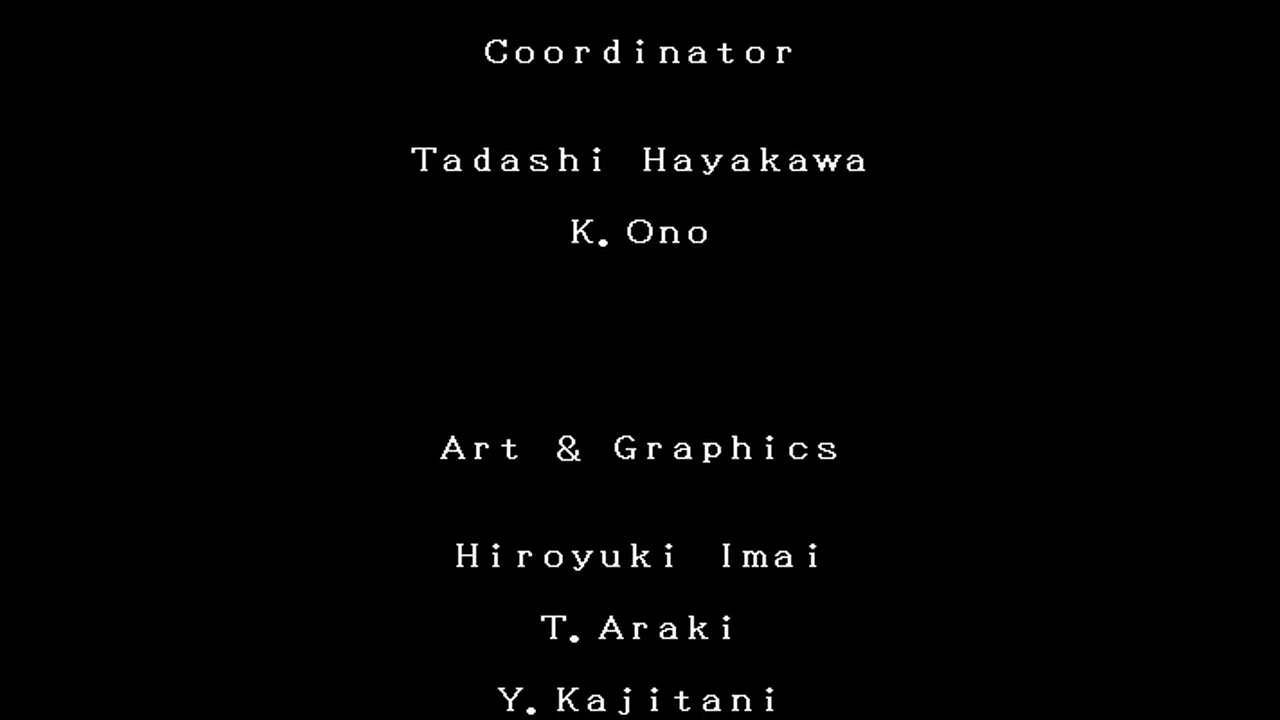 Coordinator
Tadashi Hayakawa
K. Ono
Art & Graphics
Hiroyuki Imai
T. Araki
Y. Kajitani